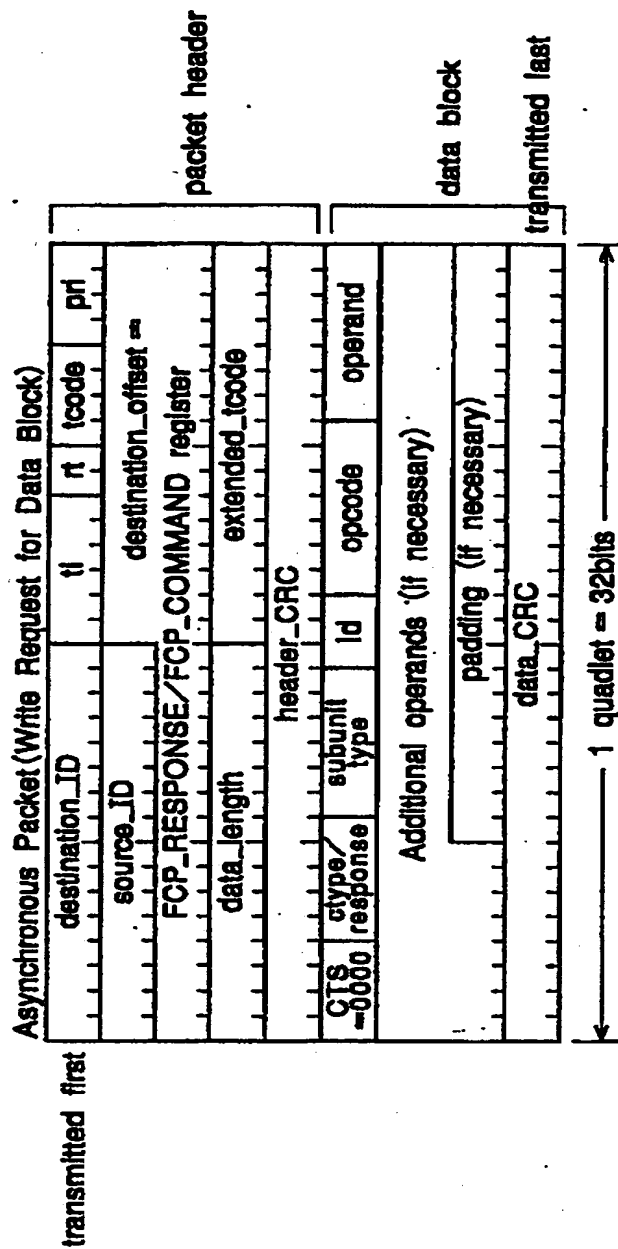 Asynchronous Packet (Write Request for Data Block)
transmitted first
destination_ID tl rt tcode pri
source_ID destination_offset =
FCP_RESPONSE/FCP_COMMAND register
data_length extended_tcode
header_CRC
packet header
CTS =0000 ctype/ response subunit type id opcode operand
Additional operands (if necessary)
padding (if necessary)
data_CRC
data block
transmitted last
1 quadlet = 32bits